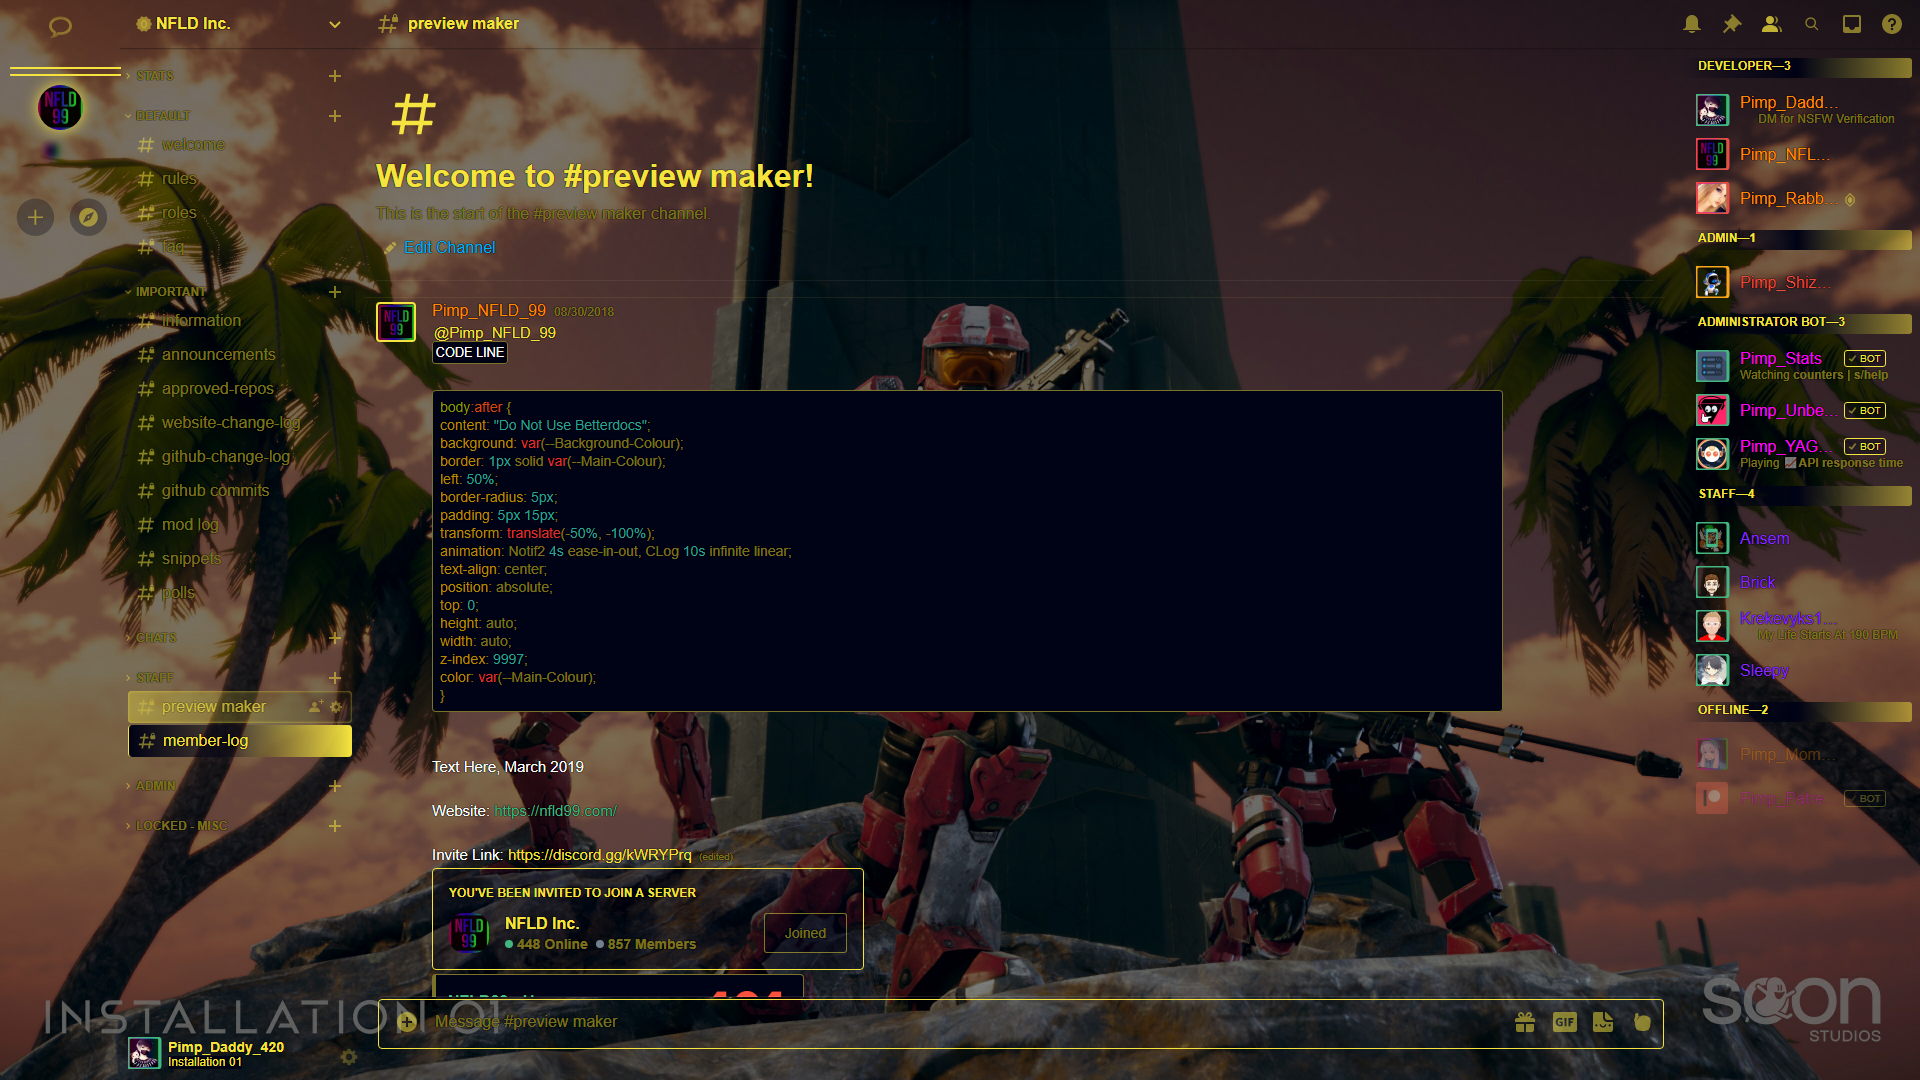 NFLD Inc.
preview maker
STATS
DEFAULT
welcome
rules
roles
faq
IMPORTANT
information
announcements
approved-repos
website-change-log
github-change-log
github commits
mod log
snippets
polls
CHATS
STAFF
preview maker
member-log
ADMIN
LOCKED - MISC
NFLD
99
INSTALLATION 01
Pimp_Daddy_420
Installation 01
#
Welcome to #preview maker!
This is the start of the #preview maker channel.
Edit Channel
NFLD
99
Pimp_NFLD_99 08/30/2018
@Pimp_NFLD_99
CODE LINE
body:after {
content: "Do Not Use Betterdocs";
background: var(--Background-Colour);
border: 1px solid var(--Main-Colour);
left: 50%;
border-radius: 5px;
padding: 5px 15px;
transform: translate(-50%, -100%);
animation: Notif2 4s ease-in-out, CLog 10s infinite linear;
text-align: center;
position: absolute;
top: 0;
height: auto;
width: auto;
z-index: 9997;
color: var(--Main-Colour);
}
Text Here, March 2019
Website: https://nfld99.com/
Invite Link: https://discord.gg/kWRYPrq (edited)
YOU'VE BEEN INVITED TO JOIN A SERVER
NFLD
99
NFLD Inc.
448 Online 857 Members
Joined
Message #preview maker
GIF
DEVELOPER—3
Pimp_Dadd...
DM for NSFW Verification
NFLD
99
Pimp_NFL...
Pimp_Rabb...
ADMIN—1
Pimp_Shiz...
ADMINISTRATOR BOT—3
Pimp_Stats BOT
Watching counters | s/help
Pimp_Unbe... BOT
Pimp_YAG... BOT
Playing API response time
STAFF—4
Ansem
Brick
Krekevyks1...
My Life Starts At 190 BPM
Sleepy
OFFLINE—2
Pimp_Mom...
BOT
soon
STUDIOS